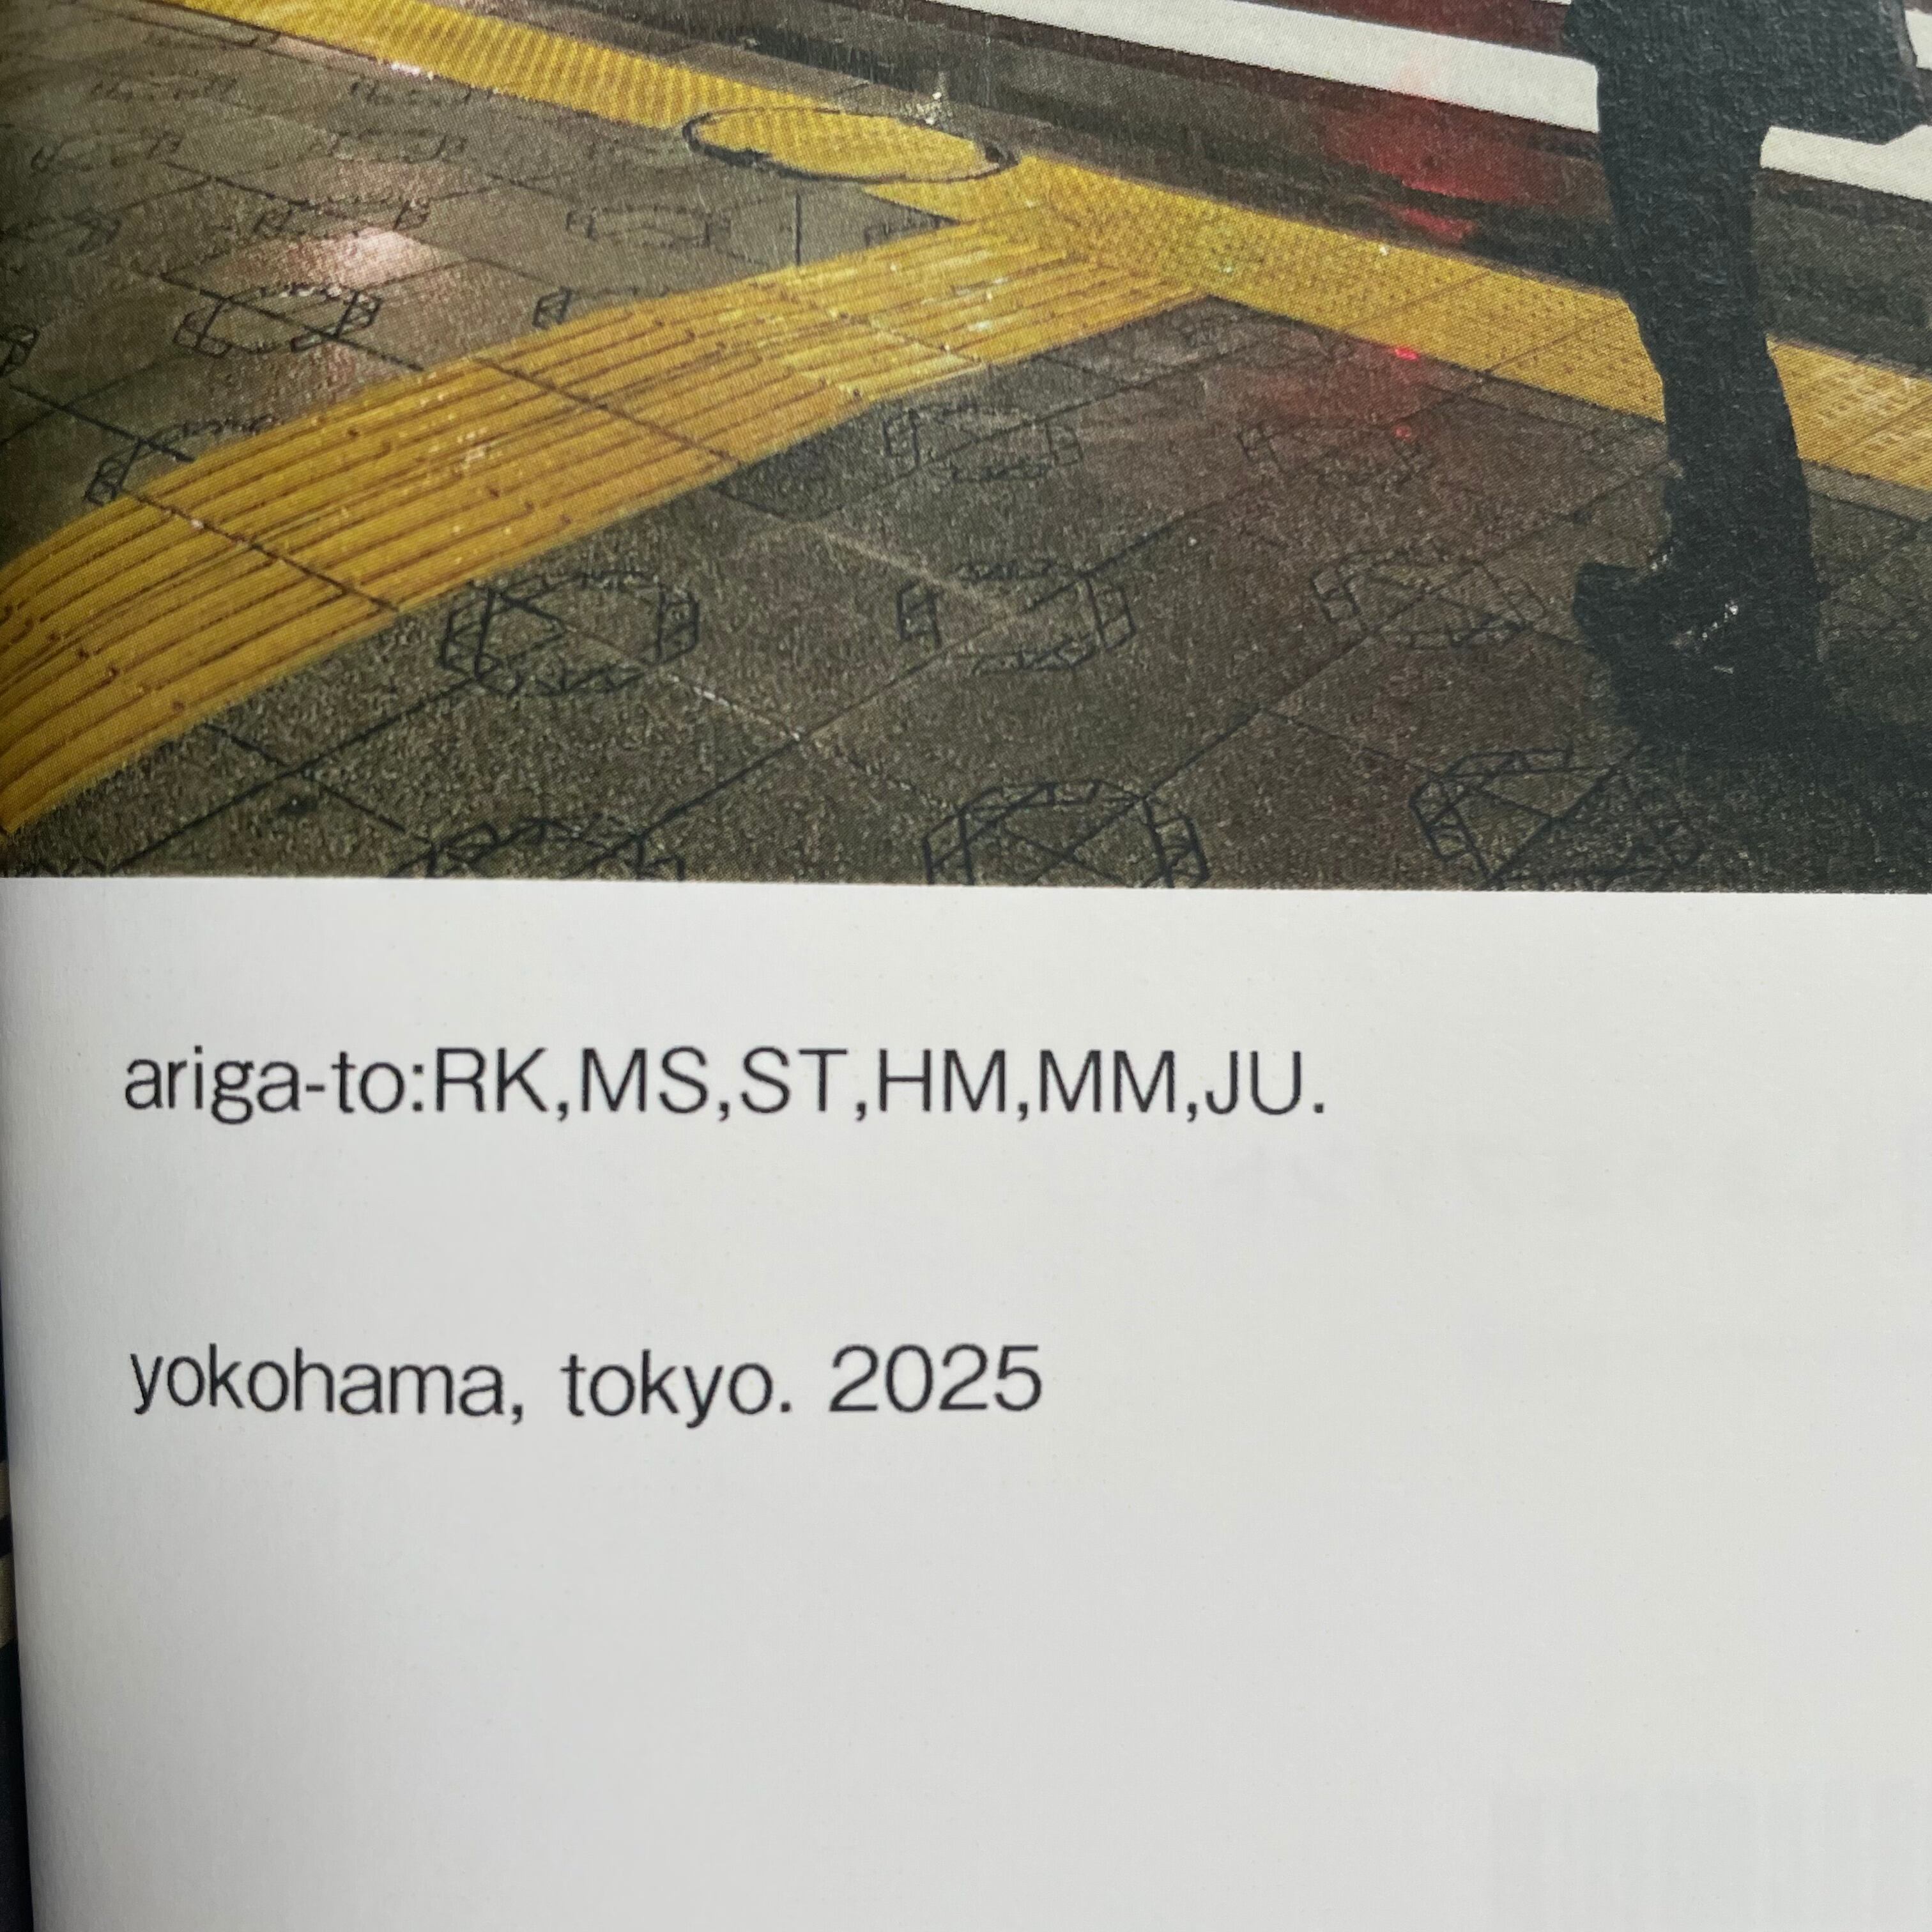 ariga-to:RK,MS,ST,HM,MM,JU.
yokohama, tokyo. 2025